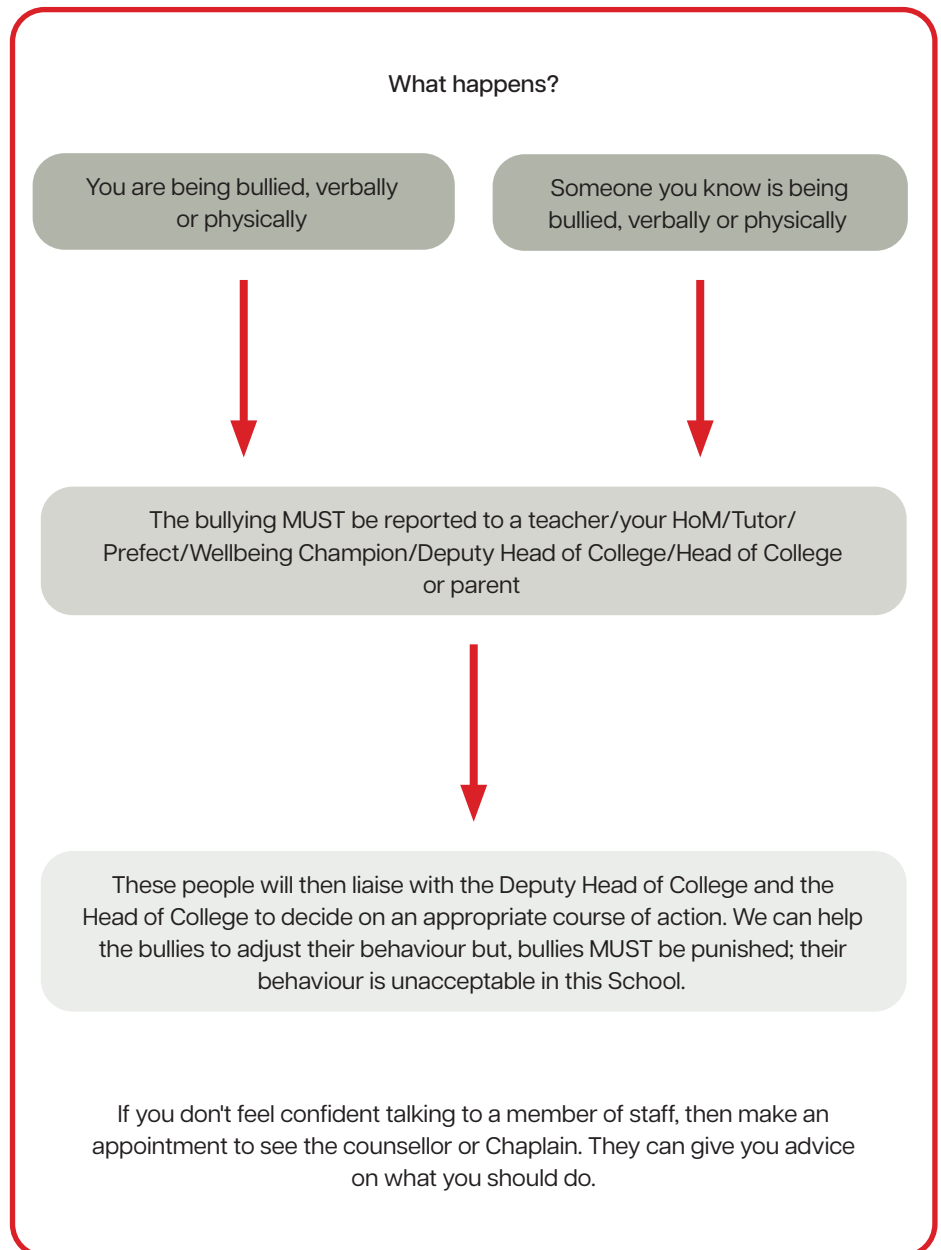 What happens?
You are being bullied, verbally
or physically
Someone you know is being
bullied, verbally or physically
The bullying MUST be reported to a teacher/your HoM/Tutor/
Prefect/Wellbeing Champion/Deputy Head of College/Head of College
or parent
These people will then liaise with the Deputy Head of College and the
Head of College to decide on an appropriate course of action. We can help
the bullies to adjust their behaviour but, bullies MUST be punished; their
behaviour is unacceptable in this School.
If you don't feel confident talking to a member of staff, then make an
appointment to see the counsellor or Chaplain. They can give you advice
on what you should do.